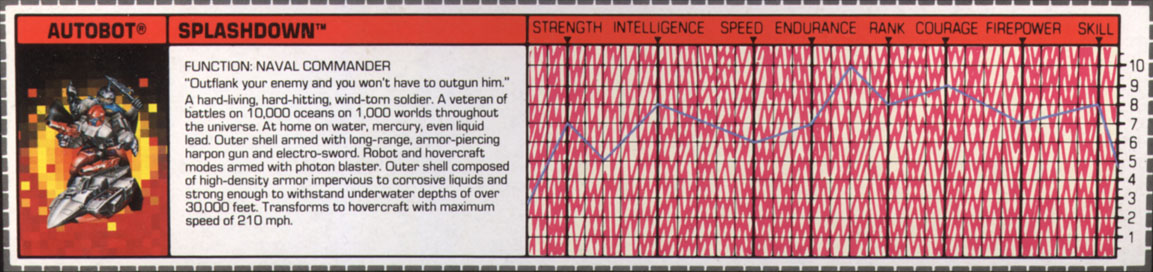 AUTOBOT®
SPLASHDOWN™
FUNCTION: NAVAL COMMANDER
"Outflank your enemy and you won't have to outgun him."
A hard-living, hard-hitting, wind-torn soldier. A veteran of
battles on 10,000 oceans on 1,000 worlds throughout
the universe. At home on water, mercury, even liquid
lead. Outer shell armed with long-range, armor-piercing
harpon gun and electro-sword. Robot and hovercraft
modes armed with photon blaster. Outer shell composed
of high-density armor impervious to corrosive liquids and
strong enough to withstand underwater depths of over
30,000 feet. Transforms to hovercraft with maximum
speed of 210 mph.
STRENGTH INTELLIGENCE SPEED ENDURANCE RANK COURAGE FIREPOWER SKILL
10
9
8
7
6
5
4
3
2
1